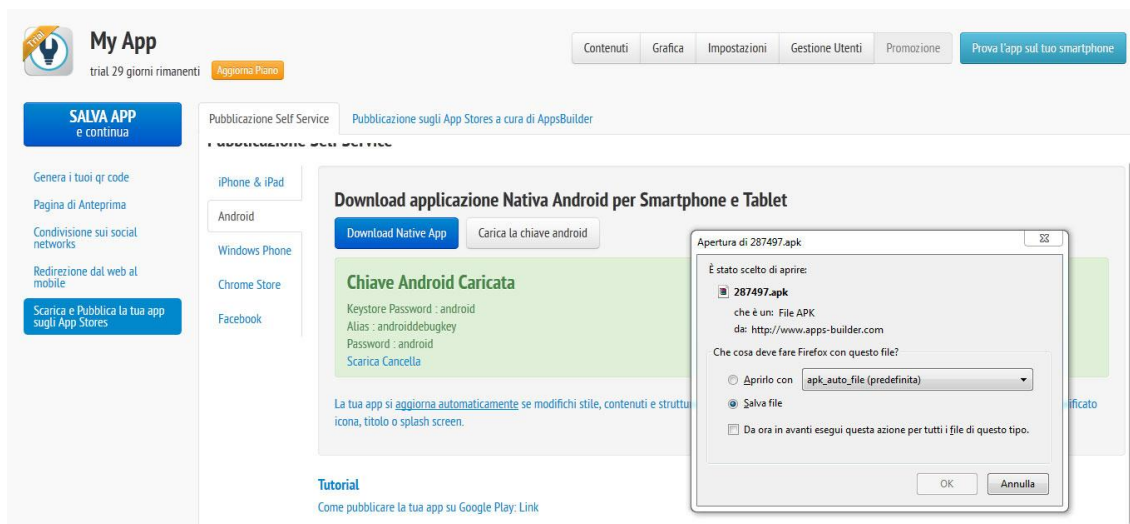 Trial
My App
trial 29 giorni rimanenti Aggiorna Piano
Contenuti Grafica Impostazioni Gestione Utenti Promozione Prova l'app sul tuo smartphone
SALVA APP
e continua
Pubblicazione Self Service Pubblicazione sugli App Stores a cura di AppsBuilder
Pubblicazione Self Service
Genera i tuoi qr code
Pagina di Anteprima
Condivisione sui social
networks
Redirezione dal web al
mobile
Scarica e Pubblica la tua app
sugli App Stores
iPhone & iPad
Android
Windows Phone
Chrome Store
Facebook
Download applicazione Nativa Android per Smartphone e Tablet
Download Native App Carica la chiave android
Chiave Android Caricata
Keystore Password : android
Alias : androiddebugkey
Password : android
Scarica Cancella
La tua app si aggiorna automaticamente se modifichi stile, contenuti e struttu ificato
icona, titolo o splash screen.
Tutorial
Come pubblicare la tua app su Google Play: Link
Apertura di 287497.apk
È stato scelto di aprire:
287497.apk
che è un: File APK
da: http://www.apps-builder.com
Che cosa deve fare Firefox con questo file?
Aprirlo con apk_auto_file (predefinita)
Salva file
Da ora in avanti esegui questa azione per tutti i file di questo tipo.
OK Annulla